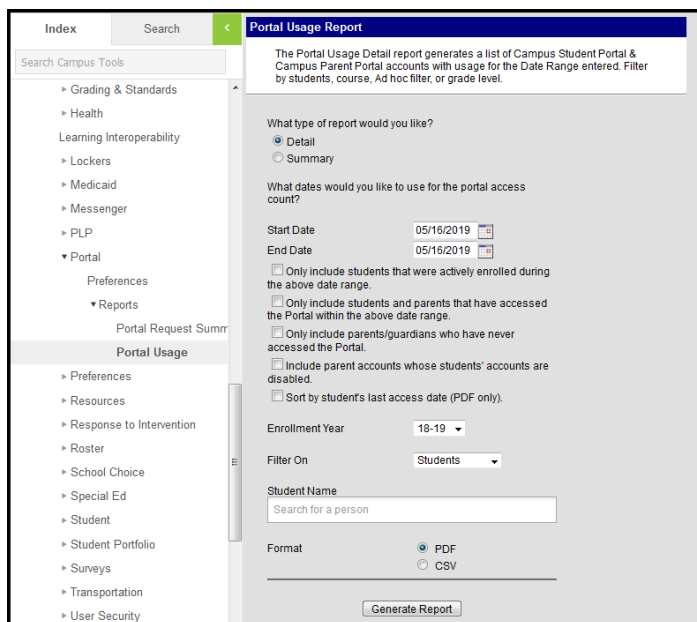 Index
Search
<
Search Campus Tools
Grading & Standards
Health
Learning Interoperability
Lockers
Medicaid
Messenger
PLP
Portal
Preferences
Reports
Portal Request Summ
Portal Usage
Preferences
Resources
Response to Intervention
Roster
School Choice
Special Ed
Student
Student Portfolio
Surveys
Transportation
User Security
Portal Usage Report
The Portal Usage Detail report generates a list of Campus Student Portal &
Campus Parent Portal accounts with usage for the Date Range entered. Filter
by students, course, Ad hoc filter, or grade level.
What type of report would you like?
Detail
Summary
What dates would you like to use for the portal access
count?
Start Date 05/16/2019
End Date 05/16/2019
Only include students that were actively enrolled during
the above date range.
Only include students and parents that have accessed
the Portal within the above date range.
Only include parents/guardians who have never
accessed the Portal.
Include parent accounts whose students' accounts are
disabled.
Sort by student's last access date (PDF only).
Enrollment Year 18-19
Filter On Students
Student Name
Search for a person
Format PDF
CSV
Generate Report